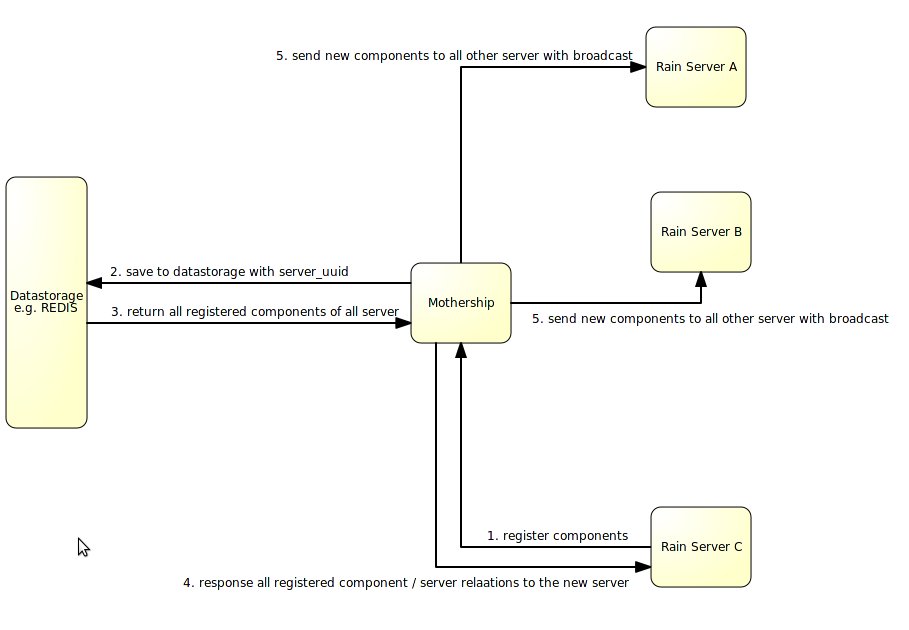 5. send new components to all other server with broadcast
Rain Server A
Rain Server B
2. save to datastorage with server_uuid
Datastorage
e.g. REDIS
3. return all registered components of all server
Mothership
5. send new components to all other server with broadcast
1. register components
Rain Server C
4. response all registered component / server relaations to the new server